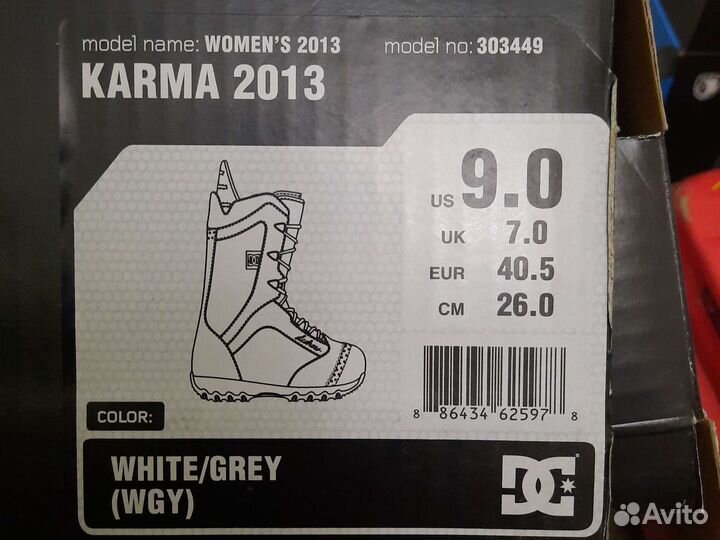 model name: WOMEN'S 2013 model no: 303449
KARMA 2013
US 9.0
UK 7.0
EUR 40.5
CM 26.0
8 86434 62597 8
COLOR:
WHITE/GREY
(WGY)
DC
Avito